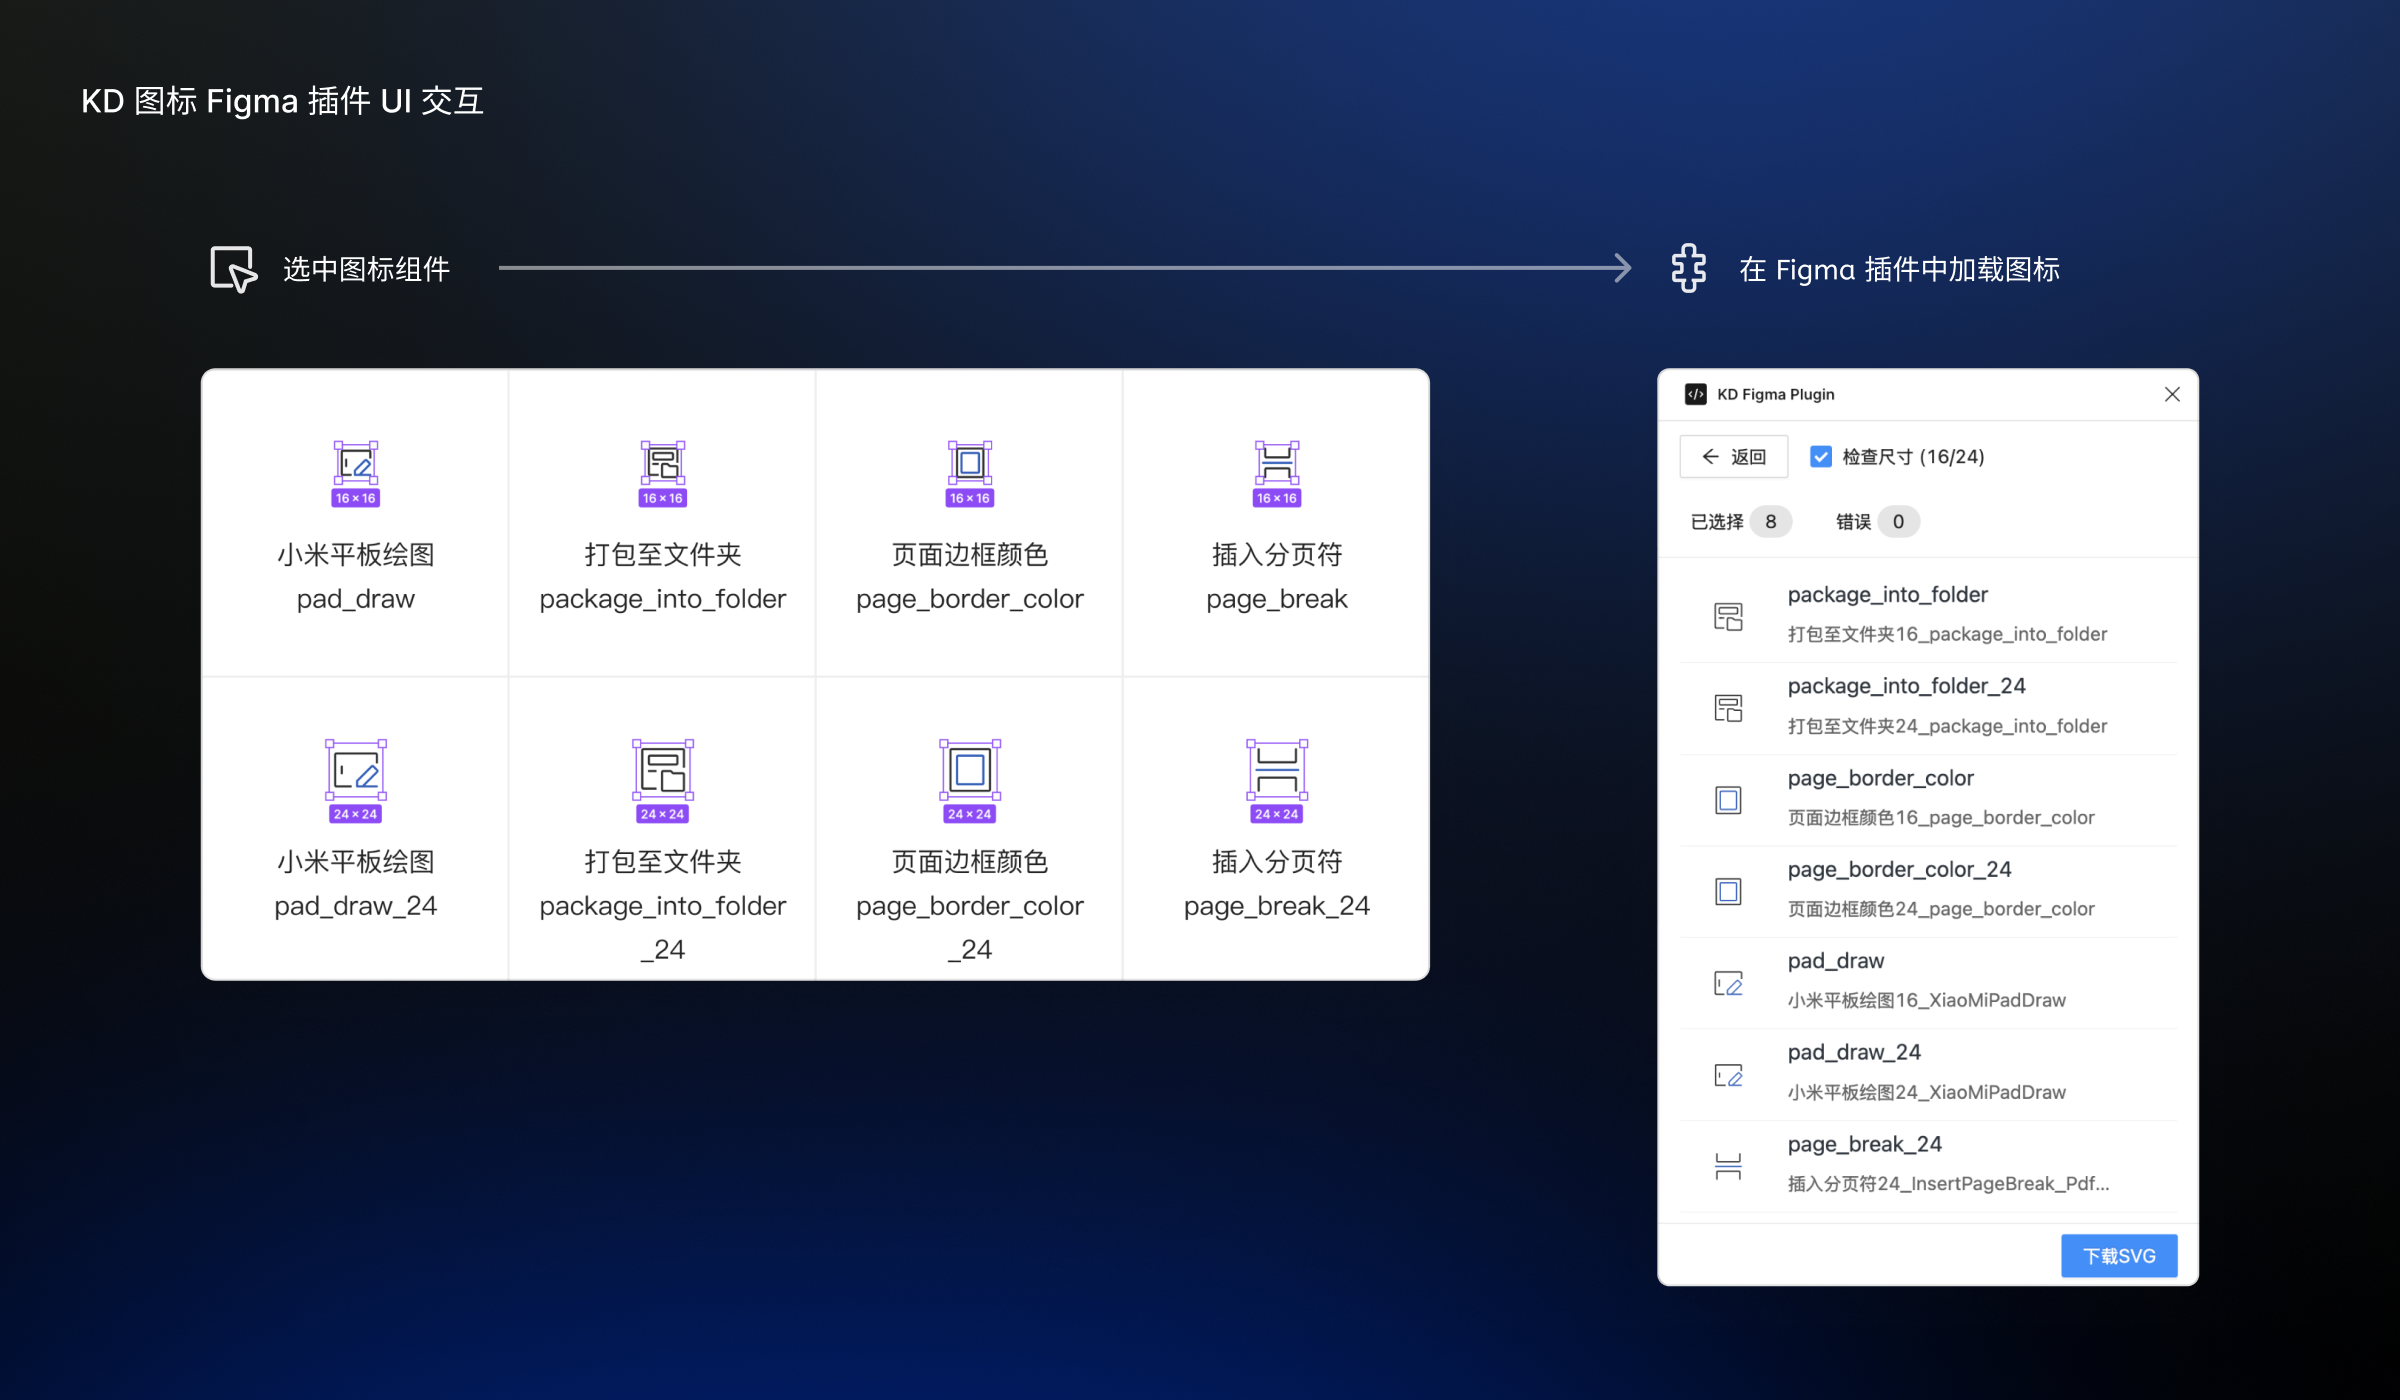 KD 图标 Figma 插件 UI 交互
选中图标组件
在 Figma 插件中加载图标
16×16
16×16
16×16
16×16
小米平板绘图
pad_draw
打包至文件夹
package_into_folder
页面边框颜色
page_border_color
插入分页符
page_break
24×24
24×24
24×24
24×24
小米平板绘图
pad_draw_24
打包至文件夹
package_into_folder
_24
页面边框颜色
page_border_color
_24
插入分页符
page_break_24
KD Figma Plugin
返回
检查尺寸 (16/24)
已选择 8
错误 0
package_into_folder
打包至文件夹16_package_into_folder
package_into_folder_24
打包至文件夹24_package_into_folder
page_border_color
页面边框颜色16_page_border_color
page_border_color_24
页面边框颜色24_page_border_color
pad_draw
小米平板绘图16_XiaoMiPadDraw
pad_draw_24
小米平板绘图24_XiaoMiPadDraw
page_break_24
插入分页符24_InsertPageBreak_Pdf...
下载SVG